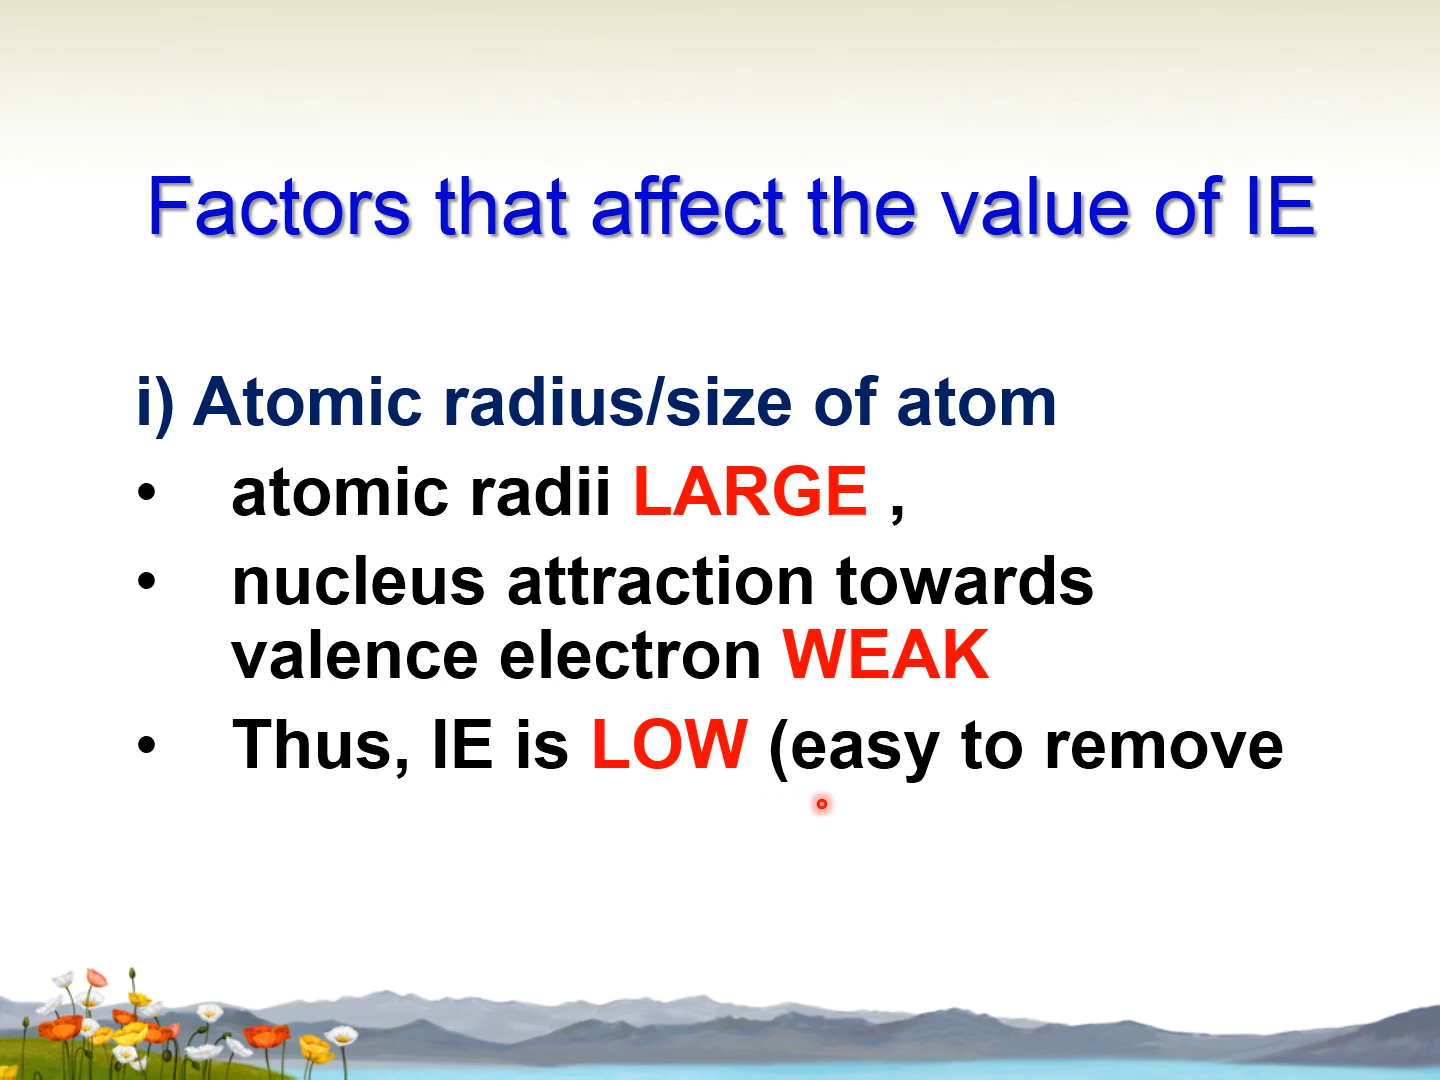 Factors that affect the value of IE
i) Atomic radius/size of atom
• atomic radii LARGE ,
• nucleus attraction towards
valence electron WEAK
• Thus, IE is LOW (easy to remove